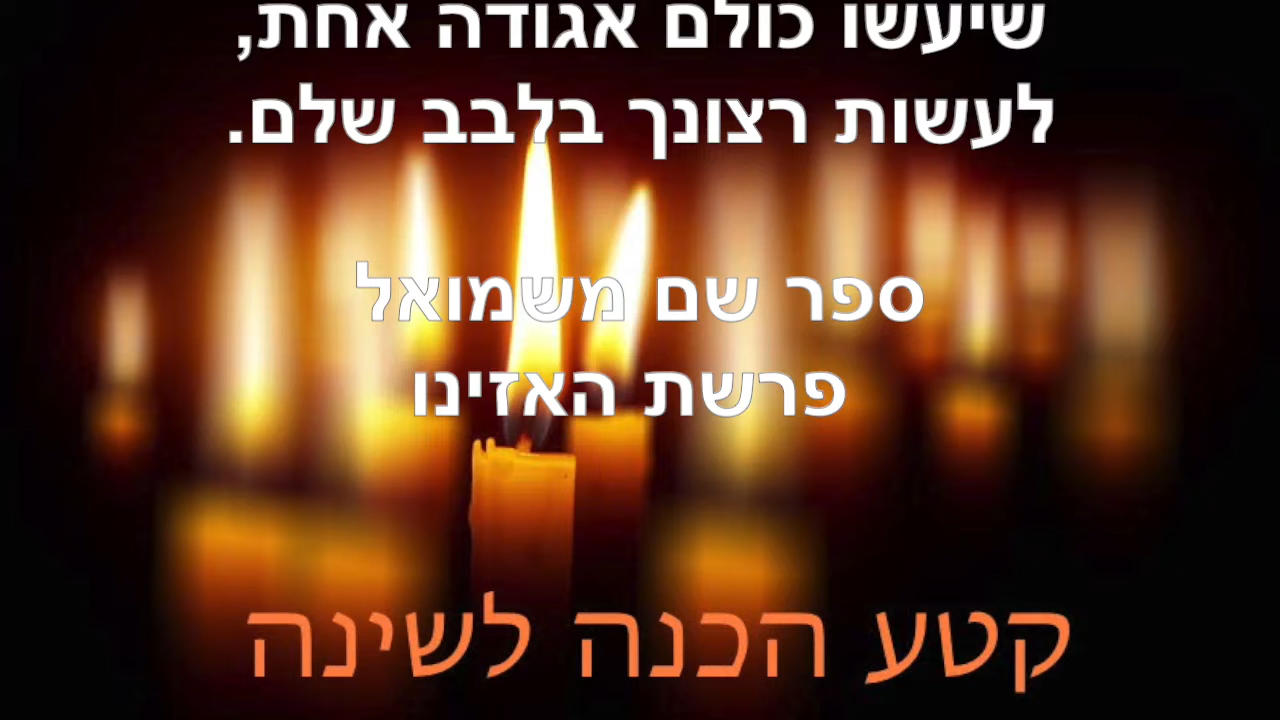 שיעשו כולם אגודה אחת,
לעשות רצונך בלבב שלם.
ספר שם משמואל
פרשת האזינו
קטע הכנה לשינה